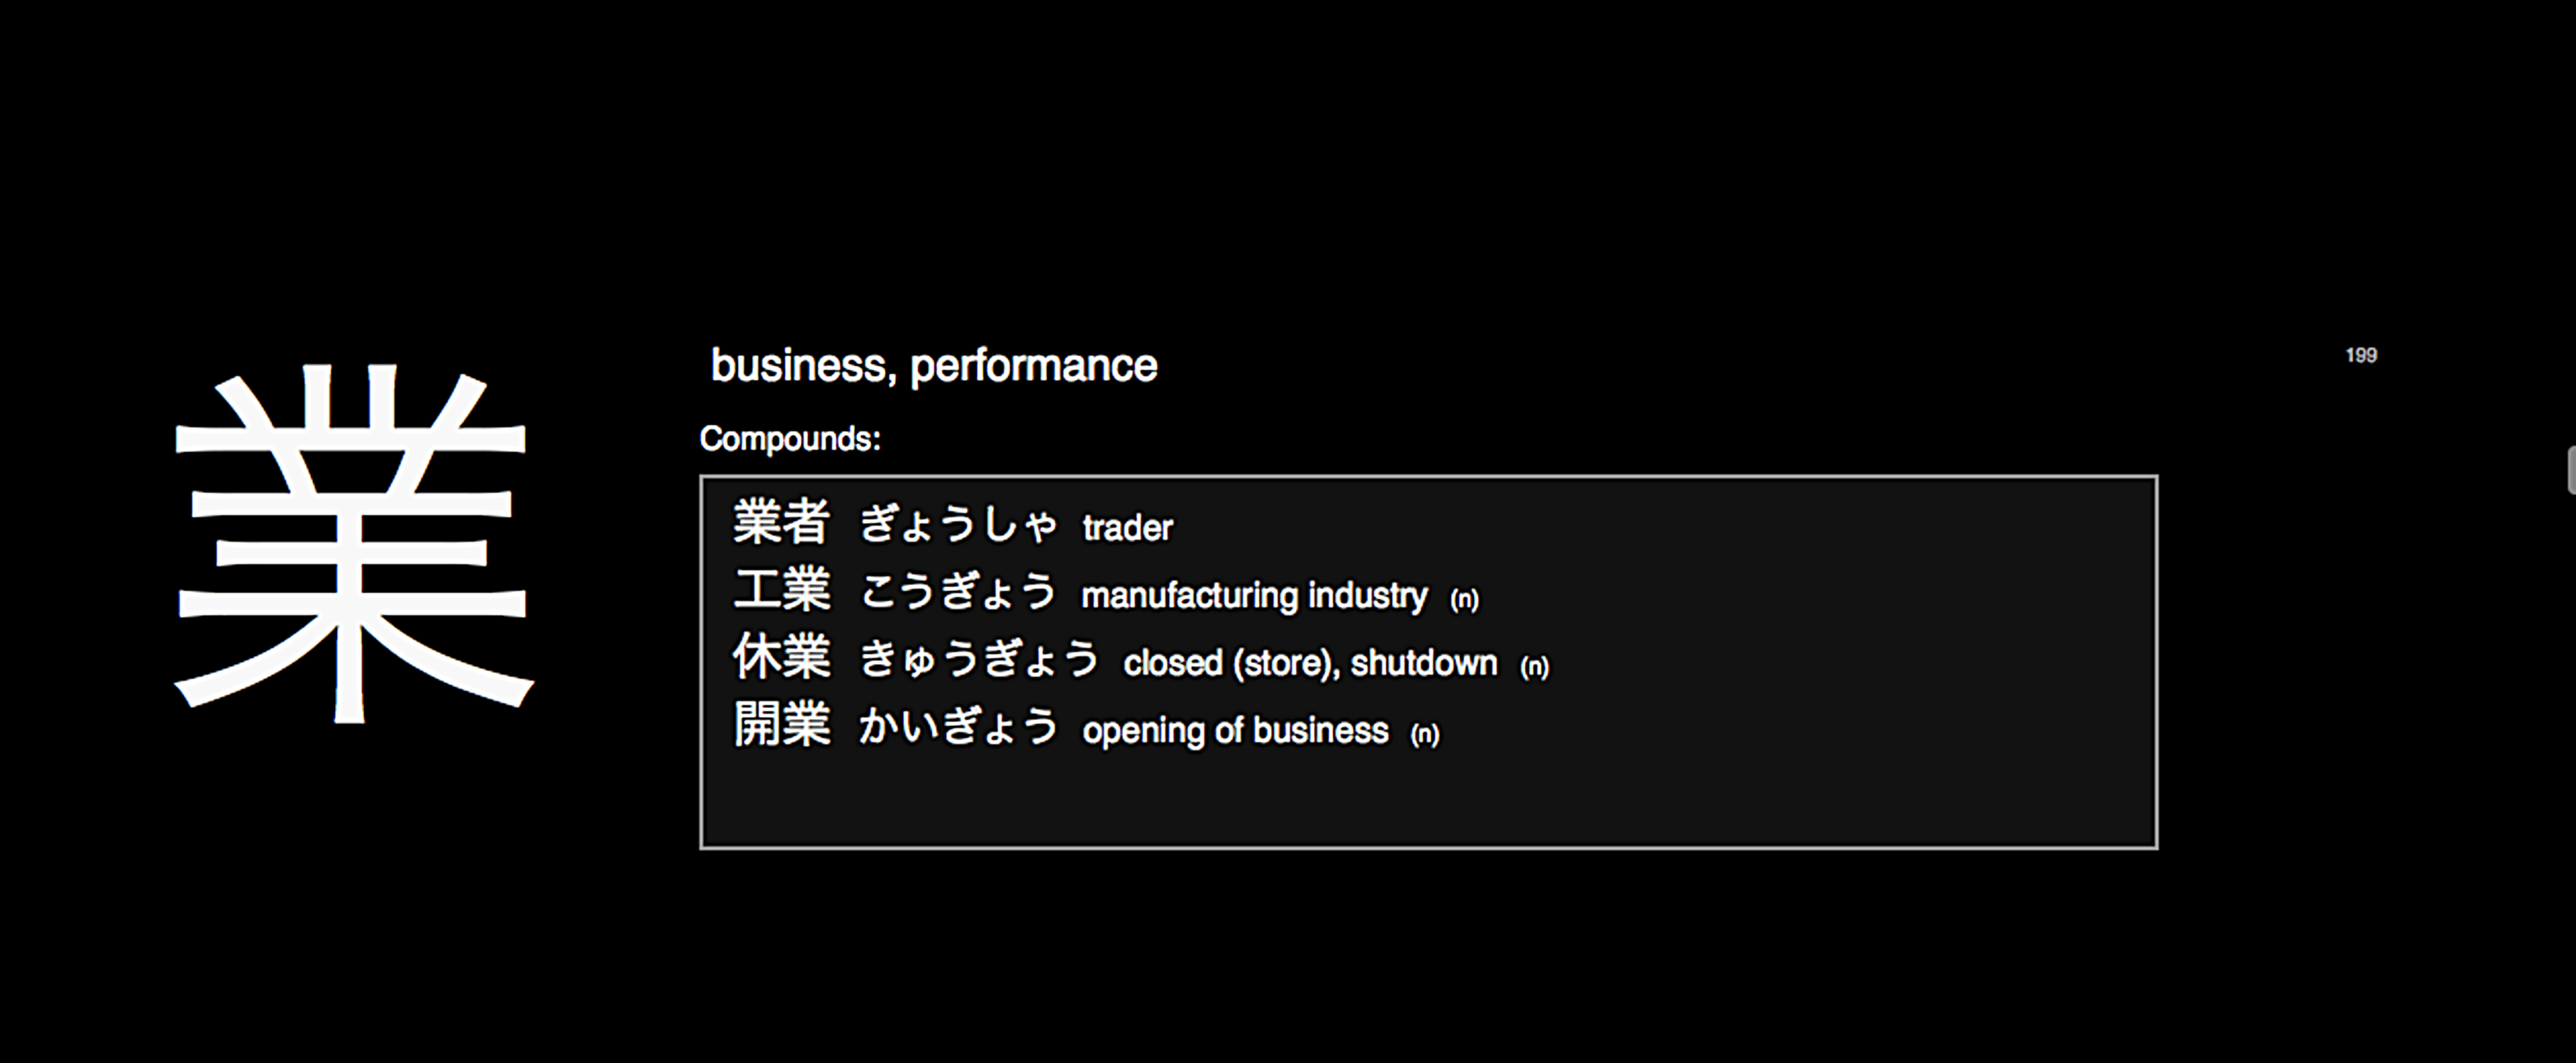 業
business, performance
199
Compounds:
業者 ぎょうしゃ trader
工業 こうぎょう manufacturing industry (n)
休業 きゅうぎょう closed (store), shutdown (n)
開業 かいぎょう opening of business (n)